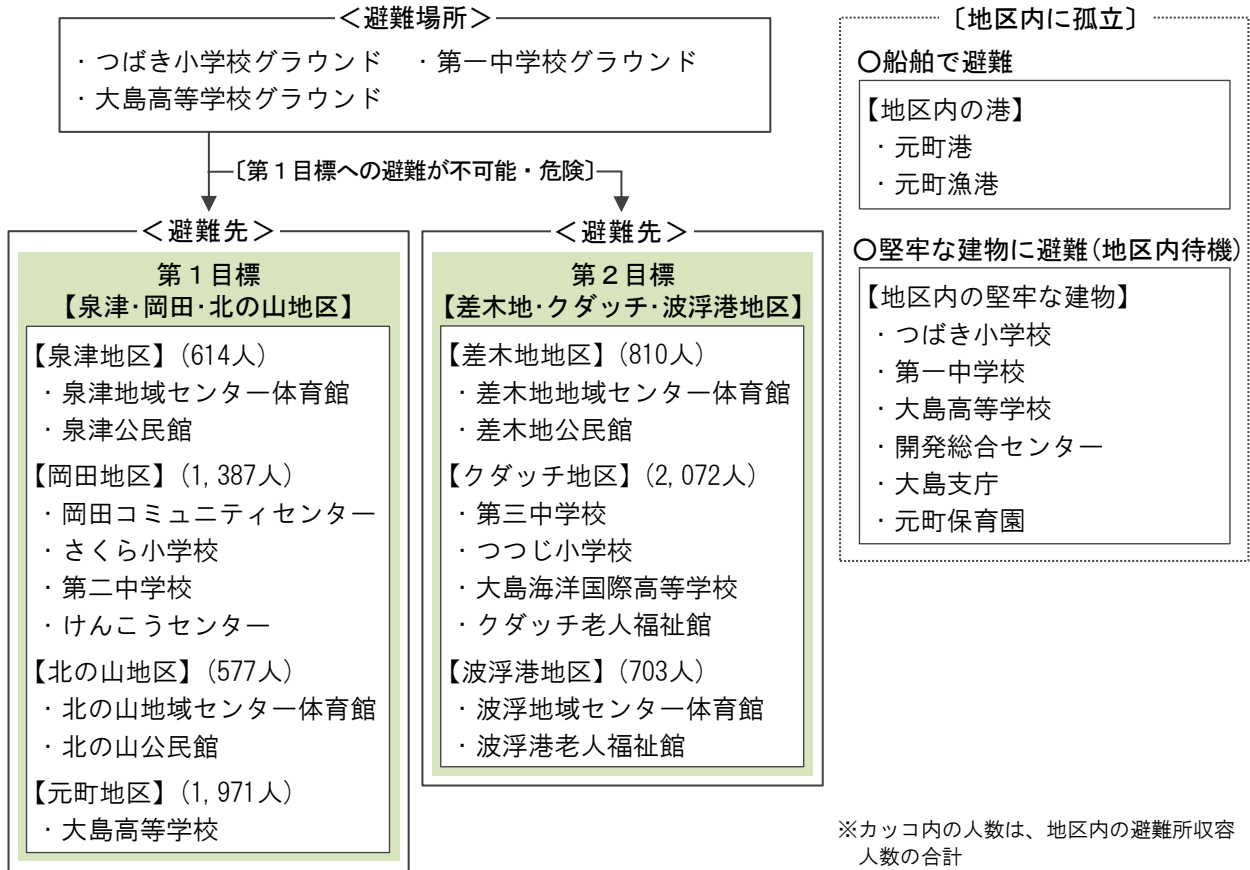 ＜避難場所＞
・つばき小学校グラウンド　・第一中学校グラウンド
・大島高等学校グラウンド
〔第１目標への避難が不可能・危険〕
＜避難先＞
第１目標
【泉津・岡田・北の山地区】
【泉津地区】(614人)
・泉津地域センター体育館
・泉津公民館
【岡田地区】(1,387人)
・岡田コミュニティセンター
・さくら小学校
・第二中学校
・けんこうセンター
【北の山地区】(577人)
・北の山地域センター体育館
・北の山公民館
【元町地区】(1,971人)
・大島高等学校
＜避難先＞
第２目標
【差木地・クダッチ・波浮港地区】
【差木地地区】(810人)
・差木地地域センター体育館
・差木地公民館
【クダッチ地区】(2,072人)
・第三中学校
・つつじ小学校
・大島海洋国際高等学校
・クダッチ老人福祉館
【波浮港地区】(703人)
・波浮地域センター体育館
・波浮港老人福祉館
〔地区内に孤立〕
○船舶で避難
【地区内の港】
・元町港
・元町漁港
○堅牢な建物に避難(地区内待機)
【地区内の堅牢な建物】
・つばき小学校
・第一中学校
・大島高等学校
・開発総合センター
・大島支庁
・元町保育園
※カッコ内の人数は、地区内の避難所収容
人数の合計